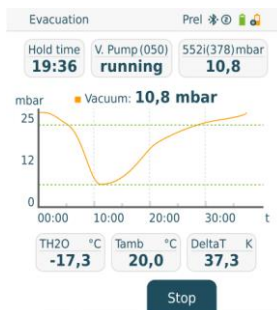 Evacuation Prel
Hold time V. Pump (050) 552i(378) mbar
19:36 running 10,8
mbar Vacuum: 10,8 mbar
25
12
0
00:00 10:00 20:00 30:00 t
TH2O °C Tamb °C DeltaT K
-17,3 20,0 37,3
Stop